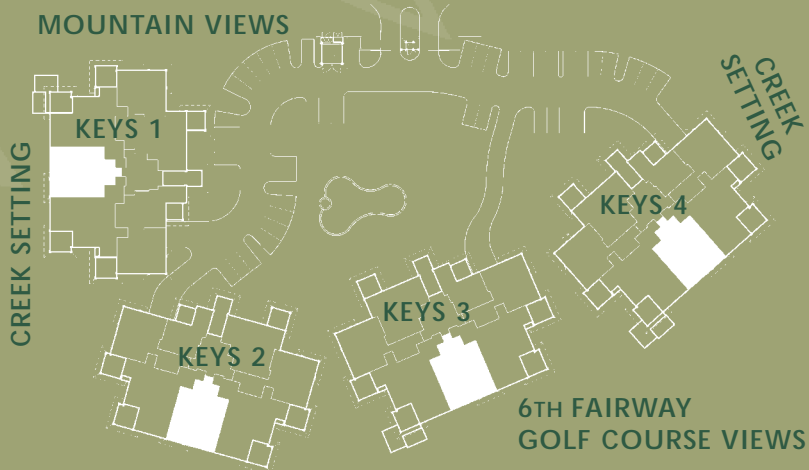 MOUNTAIN VIEWS
CREEK
SETTING
KEYS 1
CREEK SETTING
KEYS 4
KEYS 3
KEYS 2
6TH FAIRWAY
GOLF COURSE VIEWS